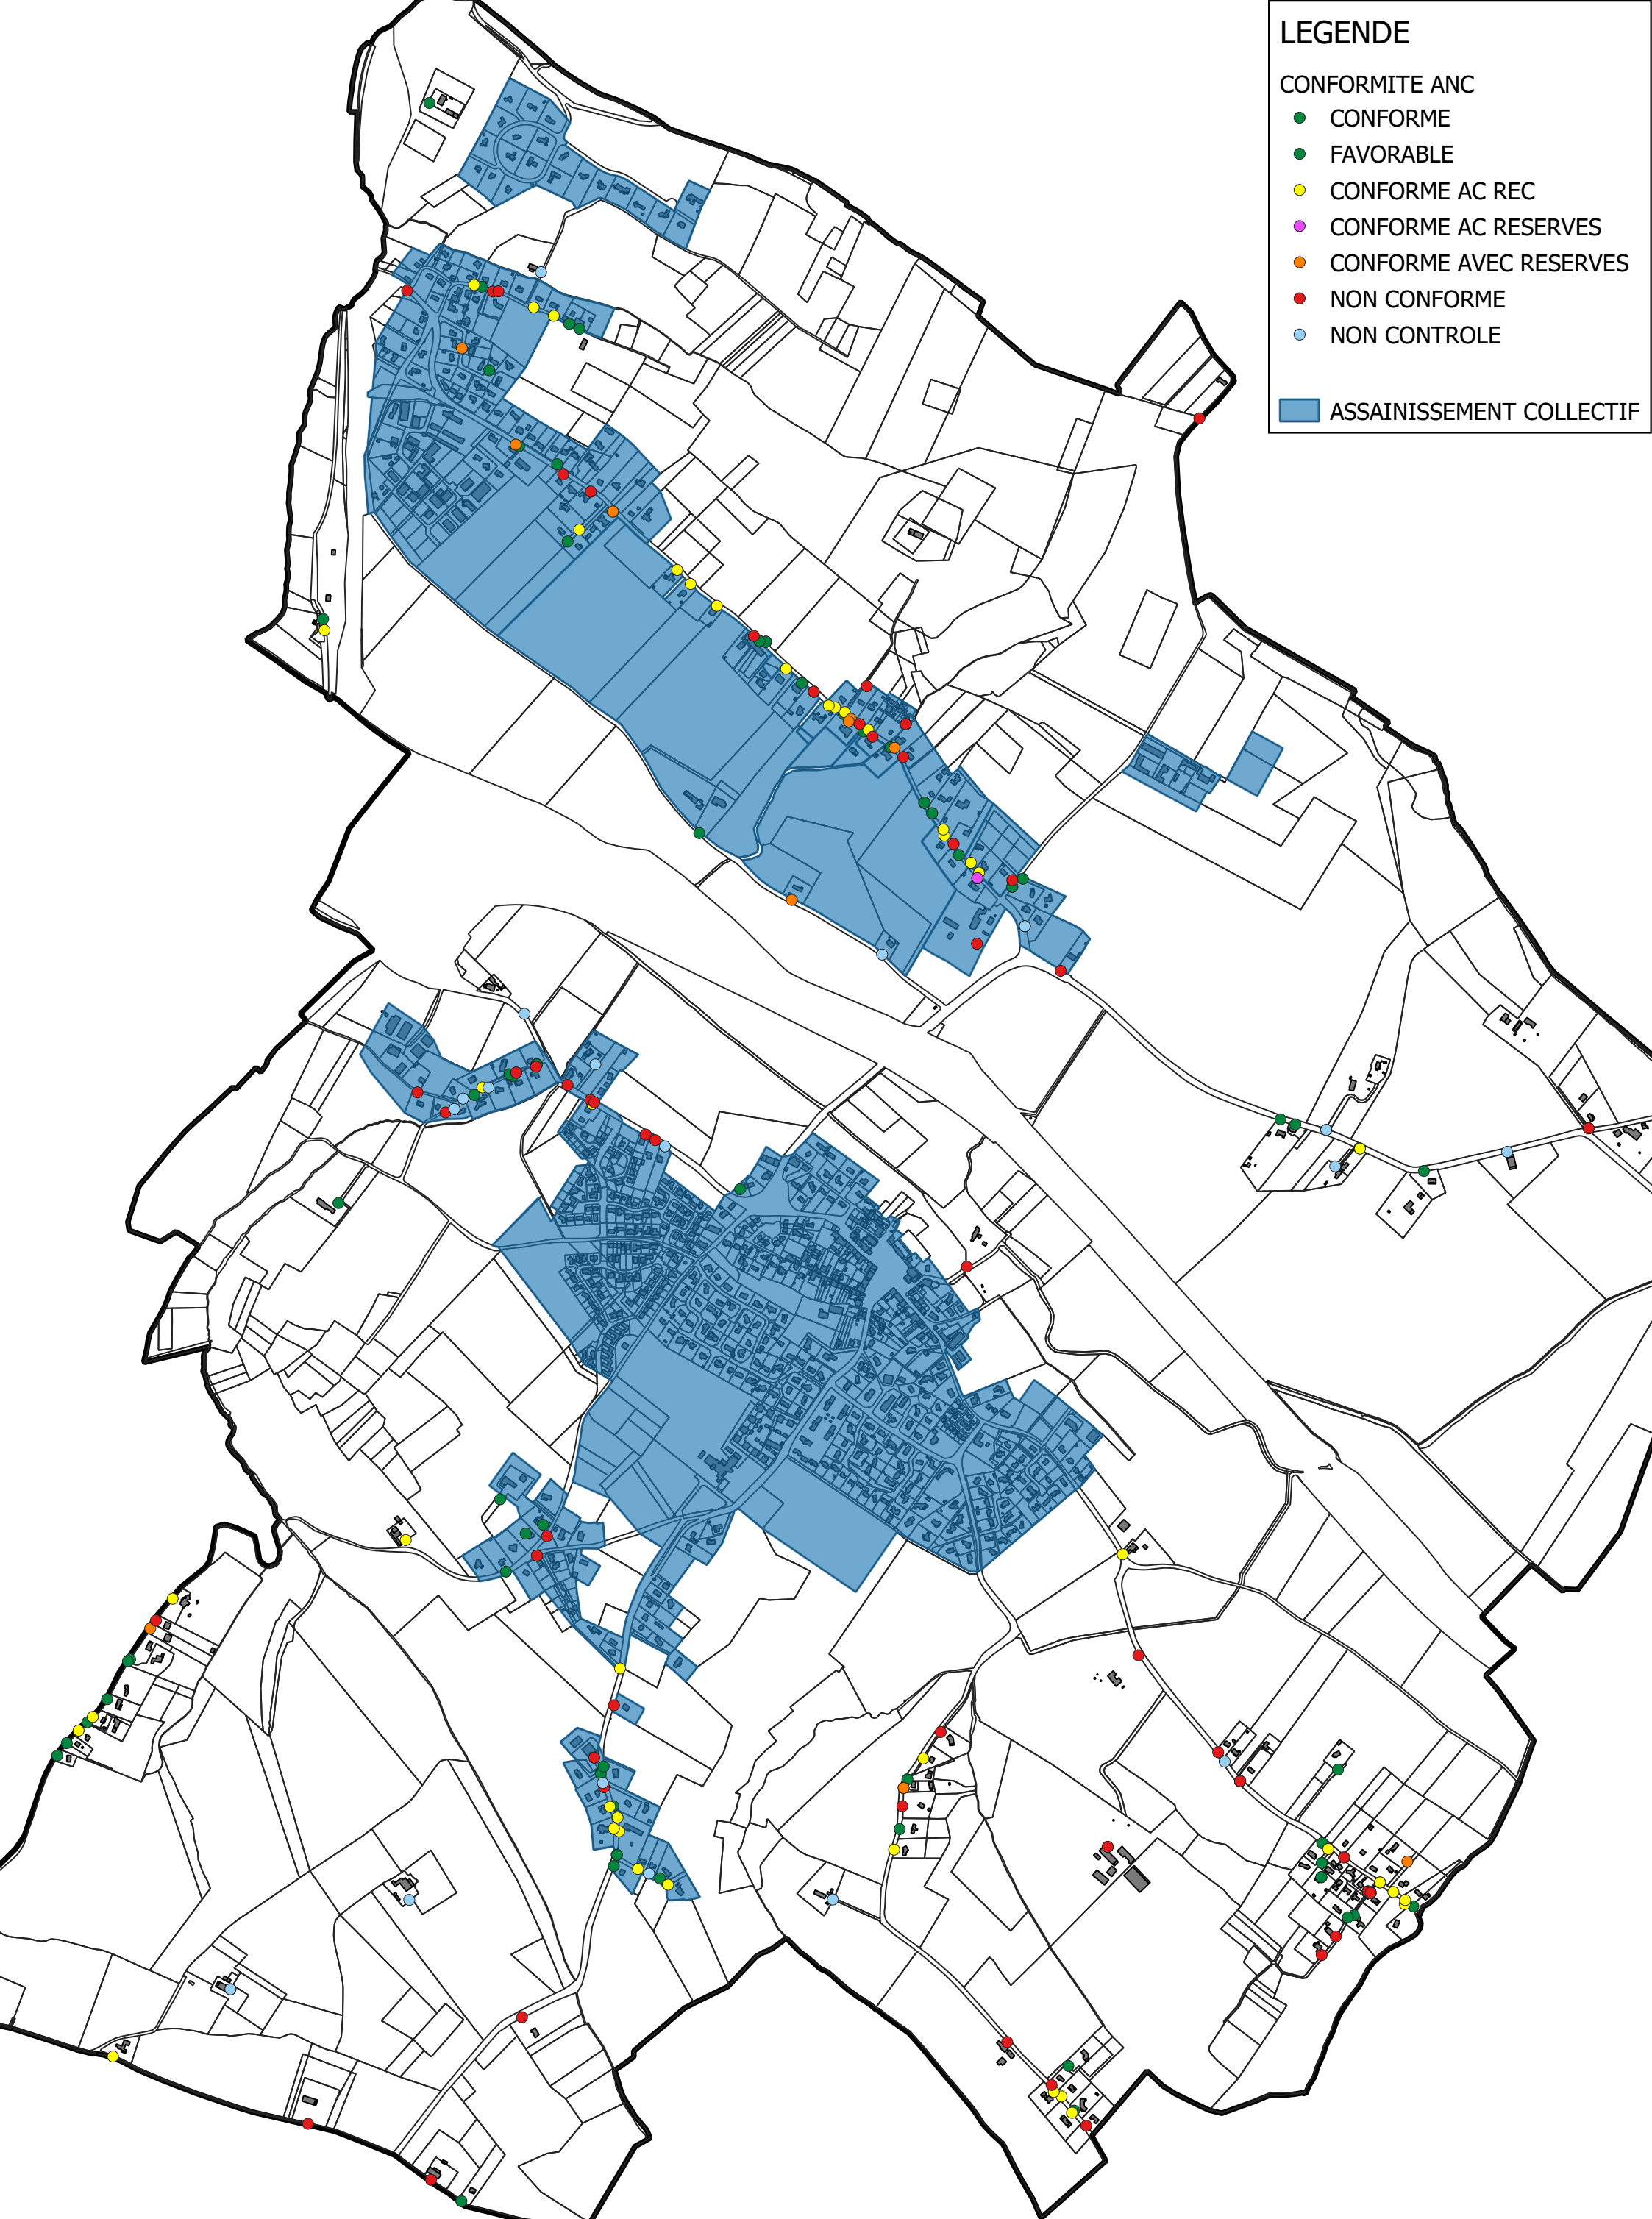 LEGENDE
CONFORMITE ANC
CONFORME
FAVORABLE
CONFORME AC REC
CONFORME AC RESERVES
CONFORME AVEC RESERVES
NON CONFORME
NON CONTROLE
ASSAINISSEMENT COLLECTIF